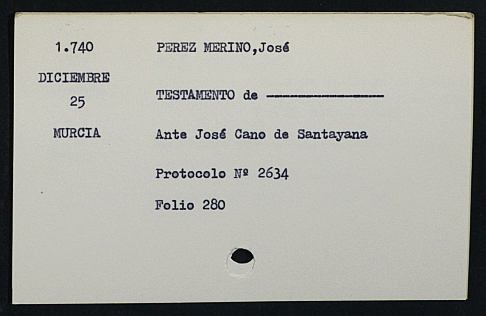 1.740 PEREZ MERINO,José
DICIEMBRE
25 TESTAMENTO de ---------------
MURCIA Ante José Cano de Santayana
Protocolo Nº 2634
Folio 280